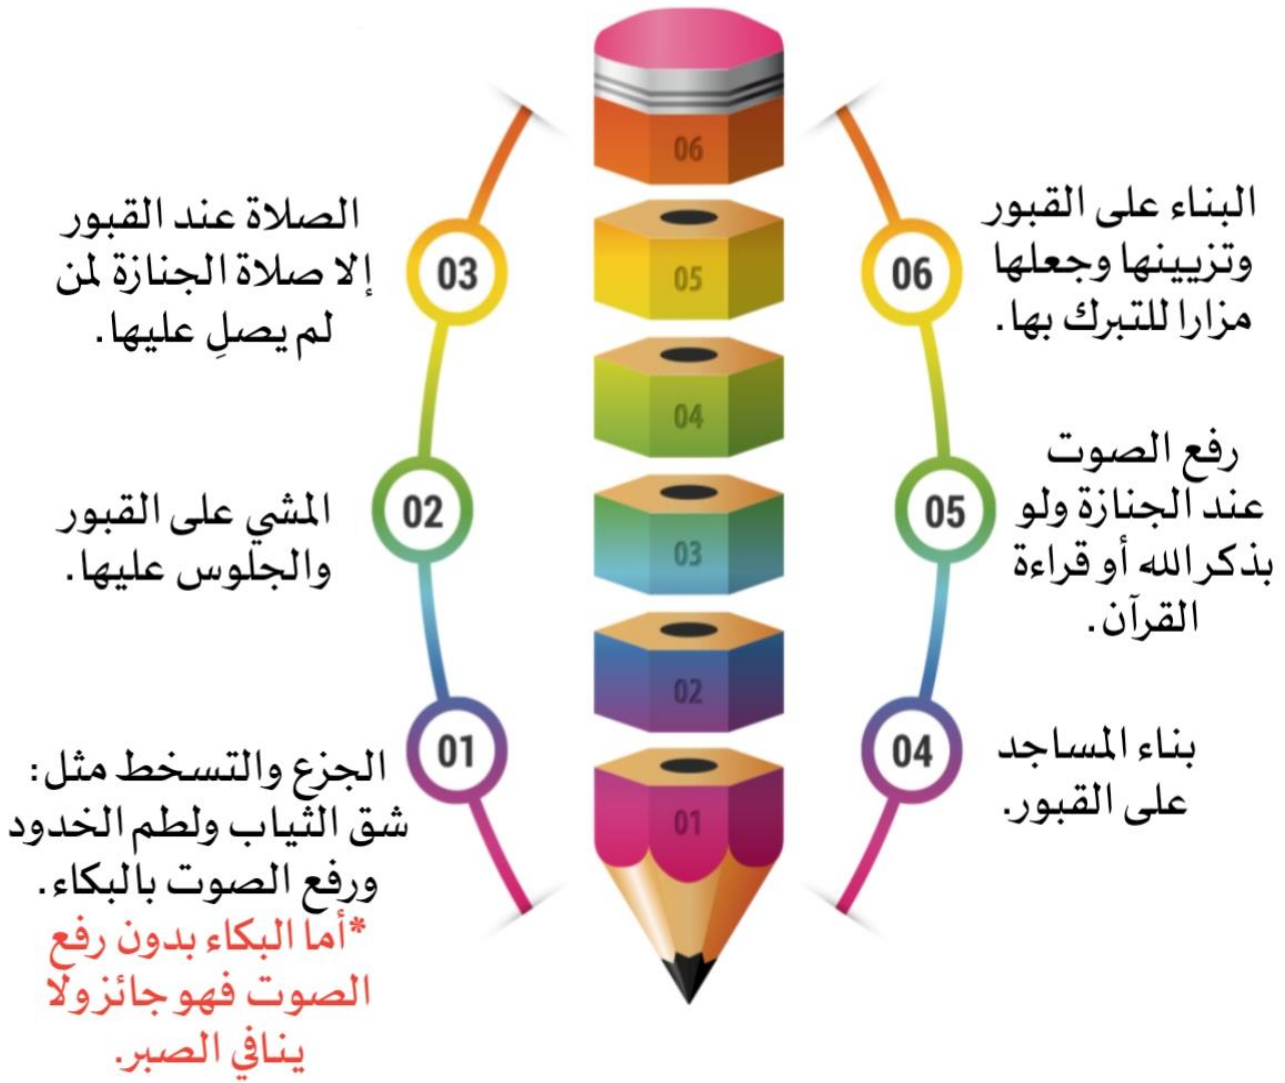 06
05
04
03
02
01
03
الصلاة عند القبور
إلا صلاة الجنازة لمن
لم يصلِ عليها.
02
المشي على القبور
والجلوس عليها.
01
الجزع والتسخط مثل:
شق الثياب ولطم الخدود
ورفع الصوت بالبكاء.
*أما البكاء بدون رفع
الصوت فهو جائز ولا
ينافي الصبر.
06
البناء على القبور
وتزيينها وجعلها
مزارا للتبرك بها.
05
رفع الصوت
عند الجنازة ولو
بذكر الله أو قراءة
القرآن.
04
بناء المساجد
على القبور.